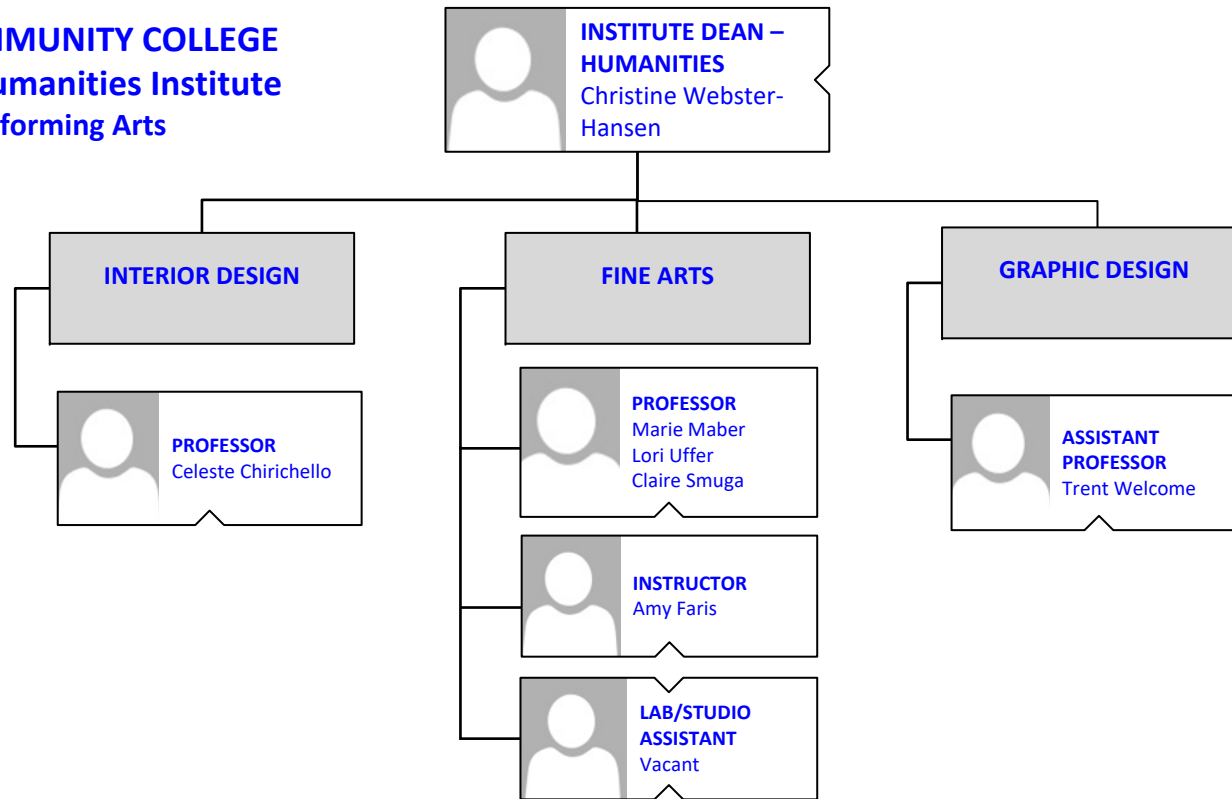 MMUNITY COLLEGE
umanities Institute
forming Arts
INSTITUTE DEAN –
HUMANITIES
Christine Webster-
Hansen
INTERIOR DESIGN
FINE ARTS
GRAPHIC DESIGN
PROFESSOR
Celeste Chirichello
PROFESSOR
Marie Maber
Lori Uffer
Claire Smuga
ASSISTANT
PROFESSOR
Trent Welcome
INSTRUCTOR
Amy Faris
LAB/STUDIO
ASSISTANT
Vacant